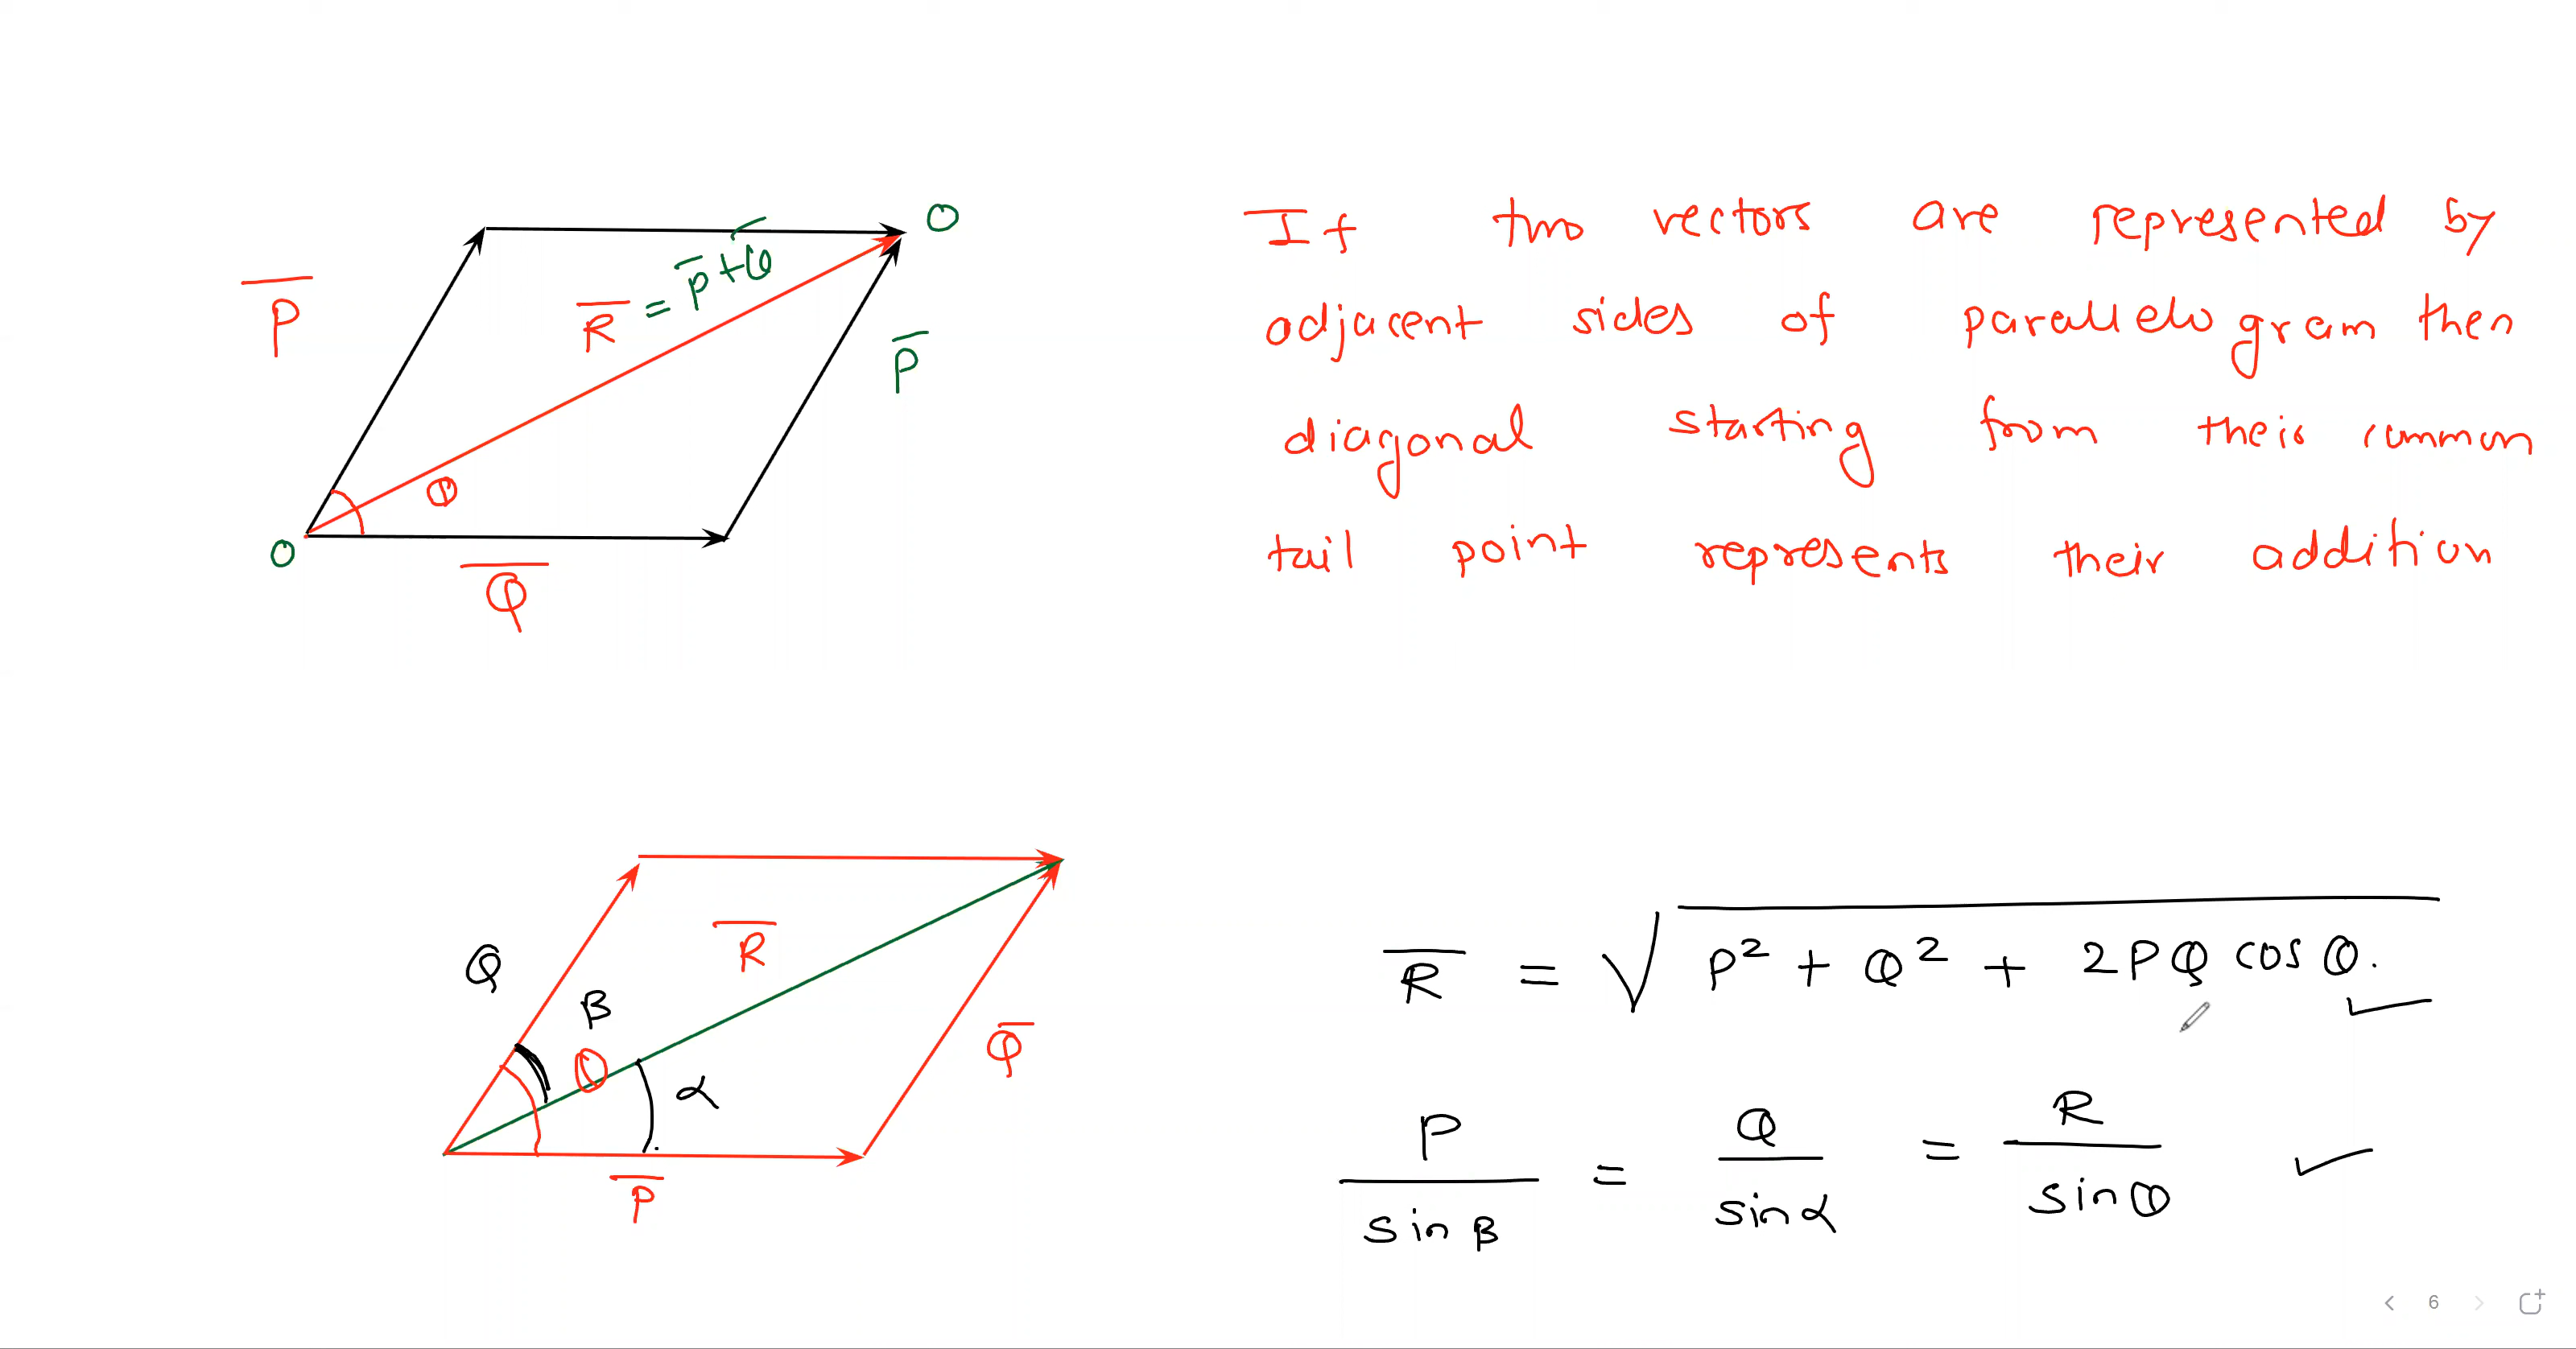 If two vectors are represented by
adjacent sides of parallelogram then
diagonal starting from their common
tail point represents their addition
P̅
R̅ = P̅ + Q̅
O
P̅
θ
O
Q̅
R̅
Q
β
θ
α
Q̅
P̅
R̅ = √(P² + Q² + 2PQ cos θ.)
P/sin β = Q/sin α = R/sin θ
6